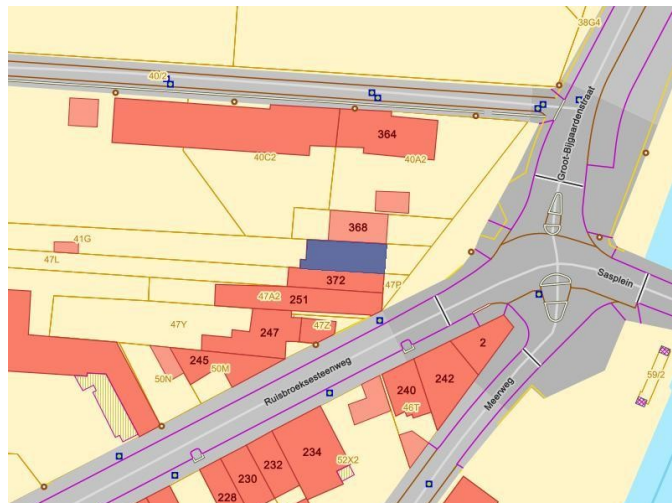 38G4
40/2
Groot-Bijgaardenstraat
364
40C2
40A2
368
41G
47L
372
47P
Sasplein
251
47A2
47Y
247
47Z
2
245
50M
50N
Ruisbroeksesteenweg
242
240
46T
Meerweg
59/2
234
52X2
232
230
228